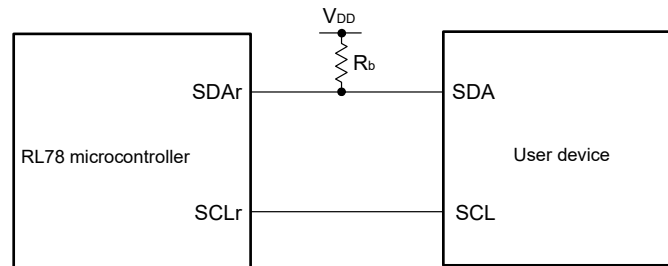 VDD
Rb
SDAr
SDA
RL78 microcontroller
User device
SCLr
SCL